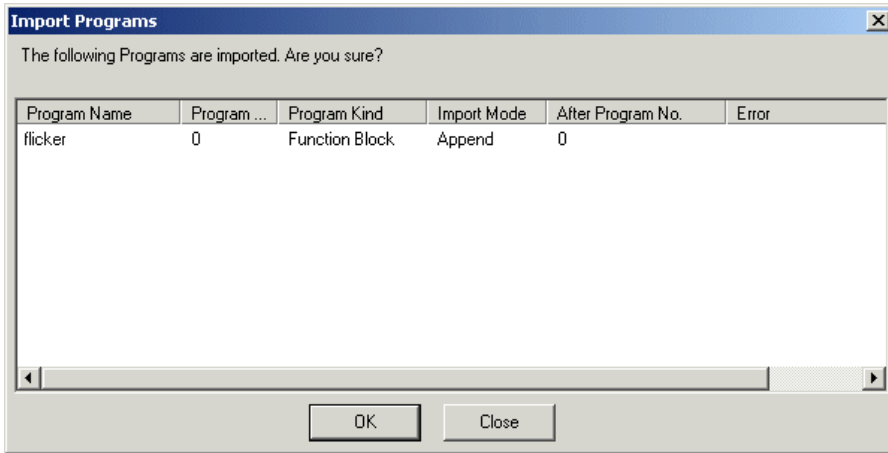 Import Programs
The following Programs are imported. Are you sure?
Program Name Program ... Program Kind Import Mode After Program No. Error
flicker 0 Function Block Append 0
OK Close